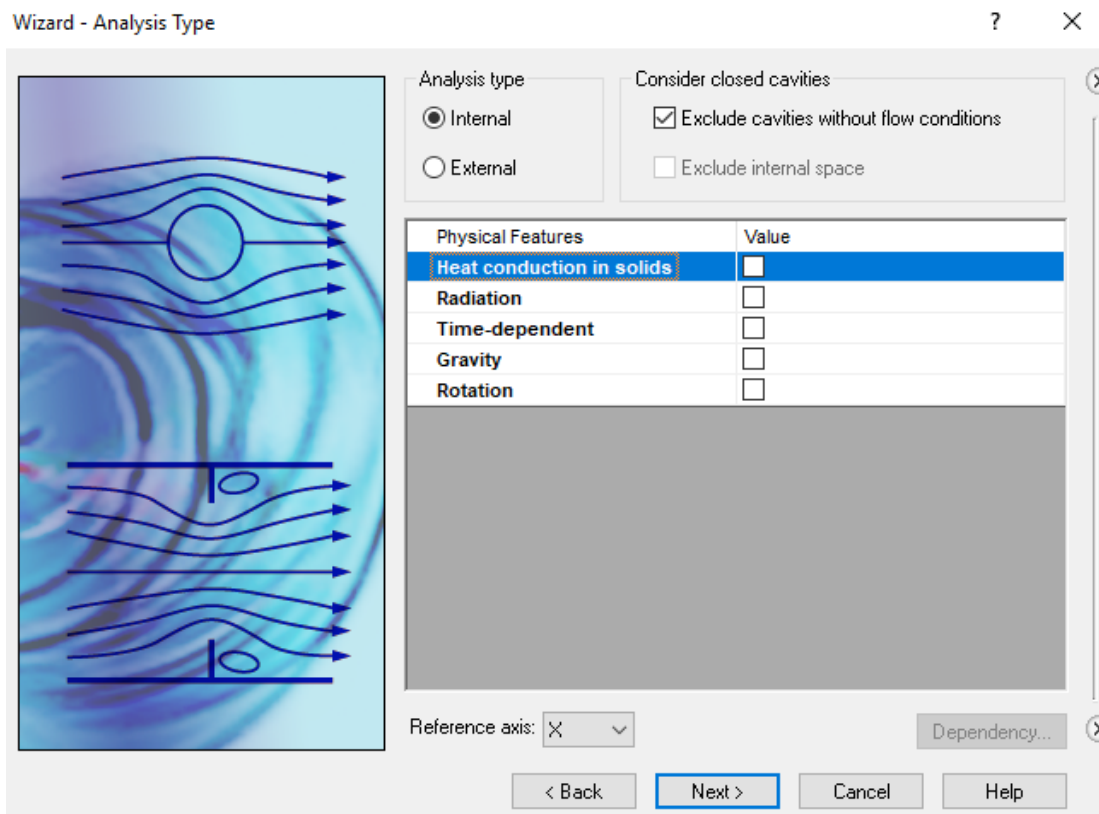 Wizard - Analysis Type ? X
Analysis type
Internal
External
Consider closed cavities
Exclude cavities without flow conditions
Exclude internal space
Physical Features Value
Heat conduction in solids
Radiation
Time-dependent
Gravity
Rotation
Reference axis: X
Dependency...
< Back Next > Cancel Help